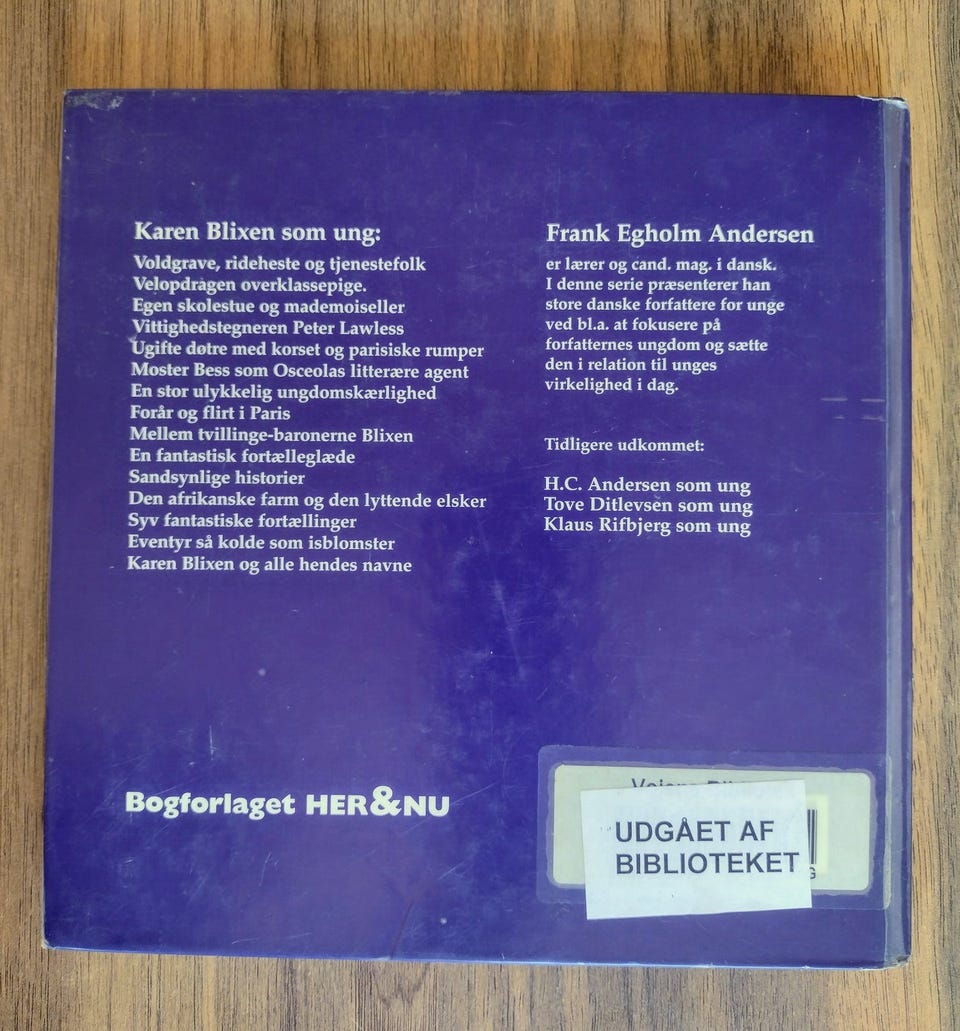 Karen Blixen som ung:
Voldgrave, rideheste og tjenestefolk
Velopdragen overklassepige.
Egen skolestue og mademoiseller
Vittighedstegneren Peter Lawless
Ugifte døtre med korset og parisiske rumper
Moster Bess som Osceolas litterære agent
En stor ulykkelig ungdomskærlighed
Forår og flirt i Paris
Mellem tvillinge-baronerne Blixen
En fantastisk fortælleglæde
Sandsynlige historier
Den afrikanske farm og den lyttende elsker
Syv fantastiske fortællinger
Eventyr så kolde som isblomster
Karen Blixen og alle hendes navne
Frank Egholm Andersen
er lærer og cand. mag. i dansk.
I denne serie præsenterer han
store danske forfattere for unge
ved bl.a. at fokusere på
forfatternes ungdom og sætte
den i relation til unges
virkelighed i dag.
Tidligere udkommet:
H.C. Andersen som ung
Tove Ditlevsen som ung
Klaus Rifbjerg som ung
Bogforlaget HER&NU
UDGÅET AF
BIBLIOTEKET